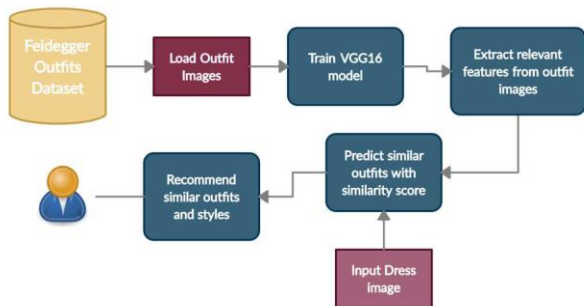 Feidegger
Outfits
Dataset
Load Outfit
Images
Train VGG16
model
Extract relevant
features from outfit
images
Recommend
similar outfits
and styles
Predict similar
outfits with
similarity score
Input Dress
image